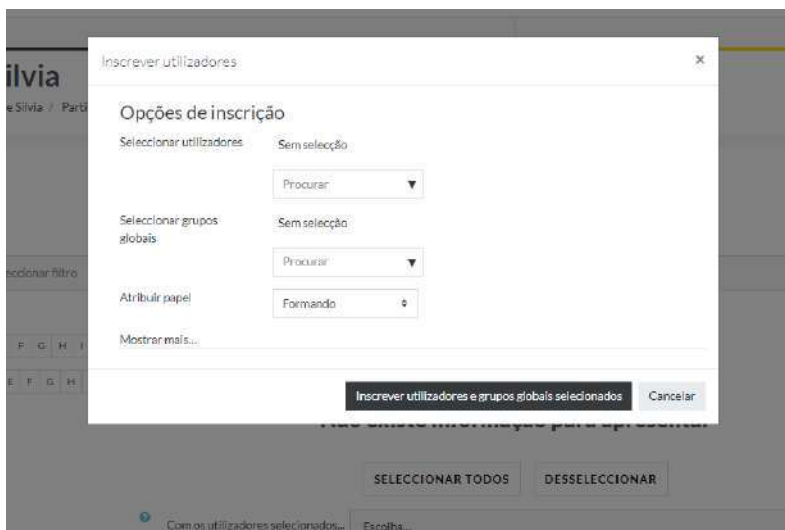 Inscrever utilizadores ×
ilvia
e Silvia / Parti
Opções de inscrição
Seleccionar utilizadores Sem selecção
Procurar ▼
Seleccionar grupos globais Sem selecção
Procurar ▼
eccionar filtro
Atribuir papel Formando
Mostrar mais...
F G H I
E F G H
Inscrever utilizadores e grupos globais selecionados Cancelar
SELECCIONAR TODOS DESSELECCIONAR
Com os utilizadores selecionados... Escolha...